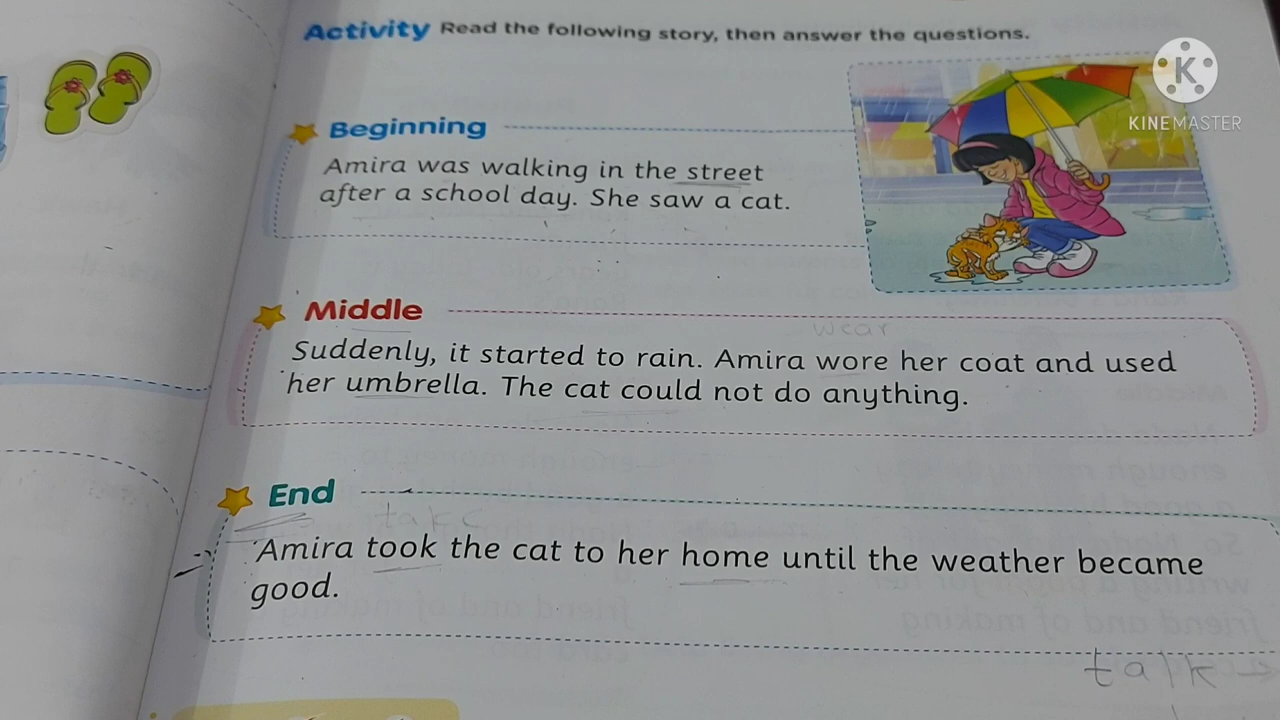 Activity Read the following story, then answer the questions.
K
KINEMASTER
Beginning
Amira was walking in the street
after a school day. She saw a cat.
Middle
wear
Suddenly, it started to rain. Amira wore her coat and used
her umbrella. The cat could not do anything.
End
take
Amira took the cat to her home until the weather became
good.
talk